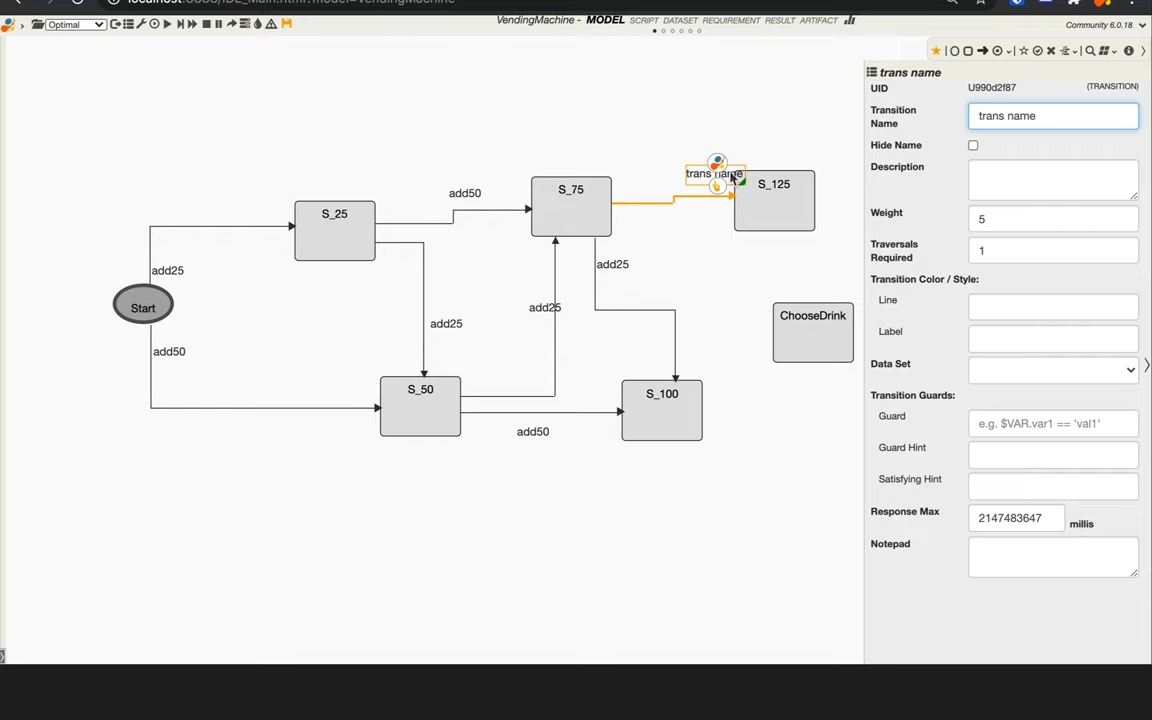 Optimal
VendingMachine - MODEL SCRIPT DATASET REQUIREMENT RESULT ARTIFACT
Community 6.0.18
trans name
UID U990d2f87 (TRANSITION)
Transition Name trans name
Hide Name
Description
Weight 5
Traversals Required 1
Transition Color / Style:
Line
Label
Data Set
Transition Guards:
Guard e.g. $VAR.var1 == 'val1'
Guard Hint
Satisfying Hint
Response Max 2147483647 millis
Notepad
trans name
S_125
S_75
add50
S_25
add25
add25
add25
Start
ChooseDrink
add25
add50
S_50
S_100
add50